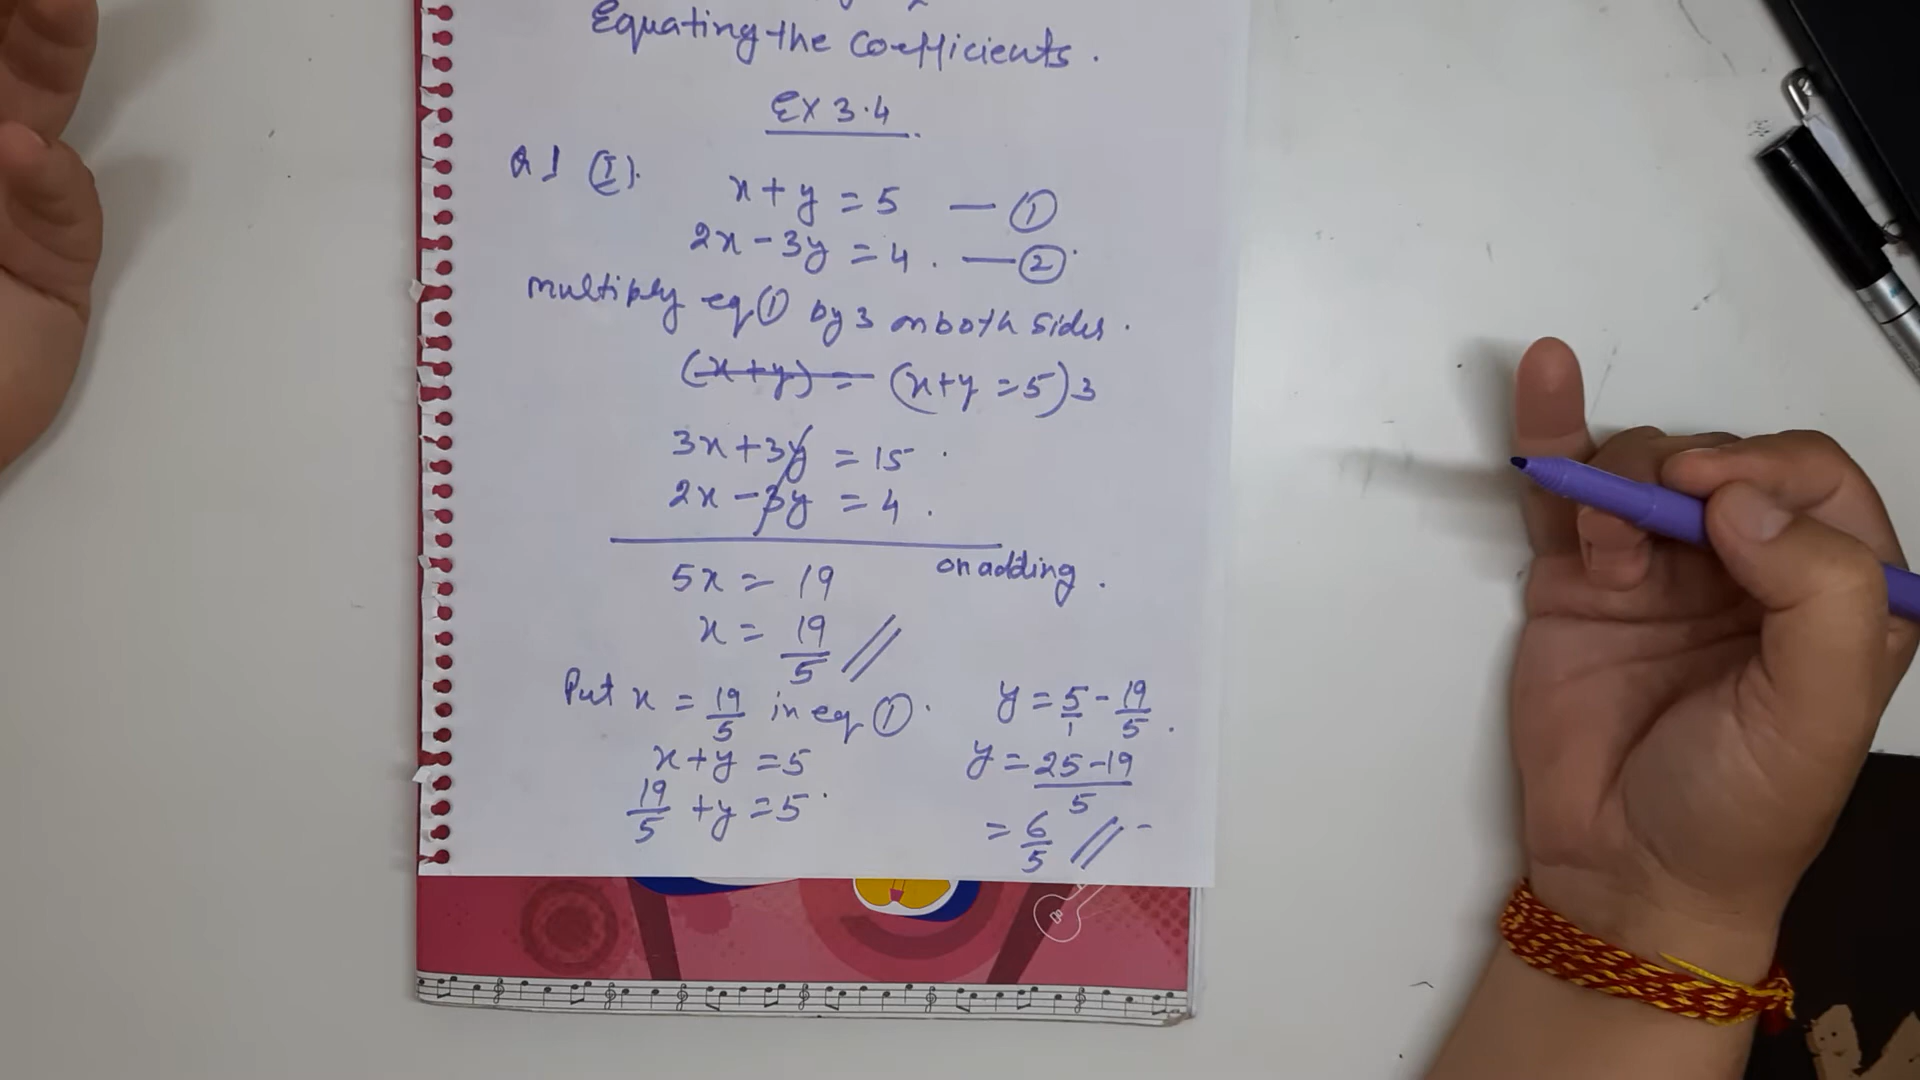 Equating the Coefficients.
Ex 3.4
Q1 (I).
x+y=5 — ①
2x-3y=4. — ②
multiply eq ① by 3 on both sides.
(x+y)= (x+y=5)3
3x+3y=15
2x-3y=4.
on adding.
5x=19
x=19/5 //
Put x=19/5 in eq ①.
x+y=5
19/5+y=5
y=5/1-19/5.
y=25-19/5
=6/5 //